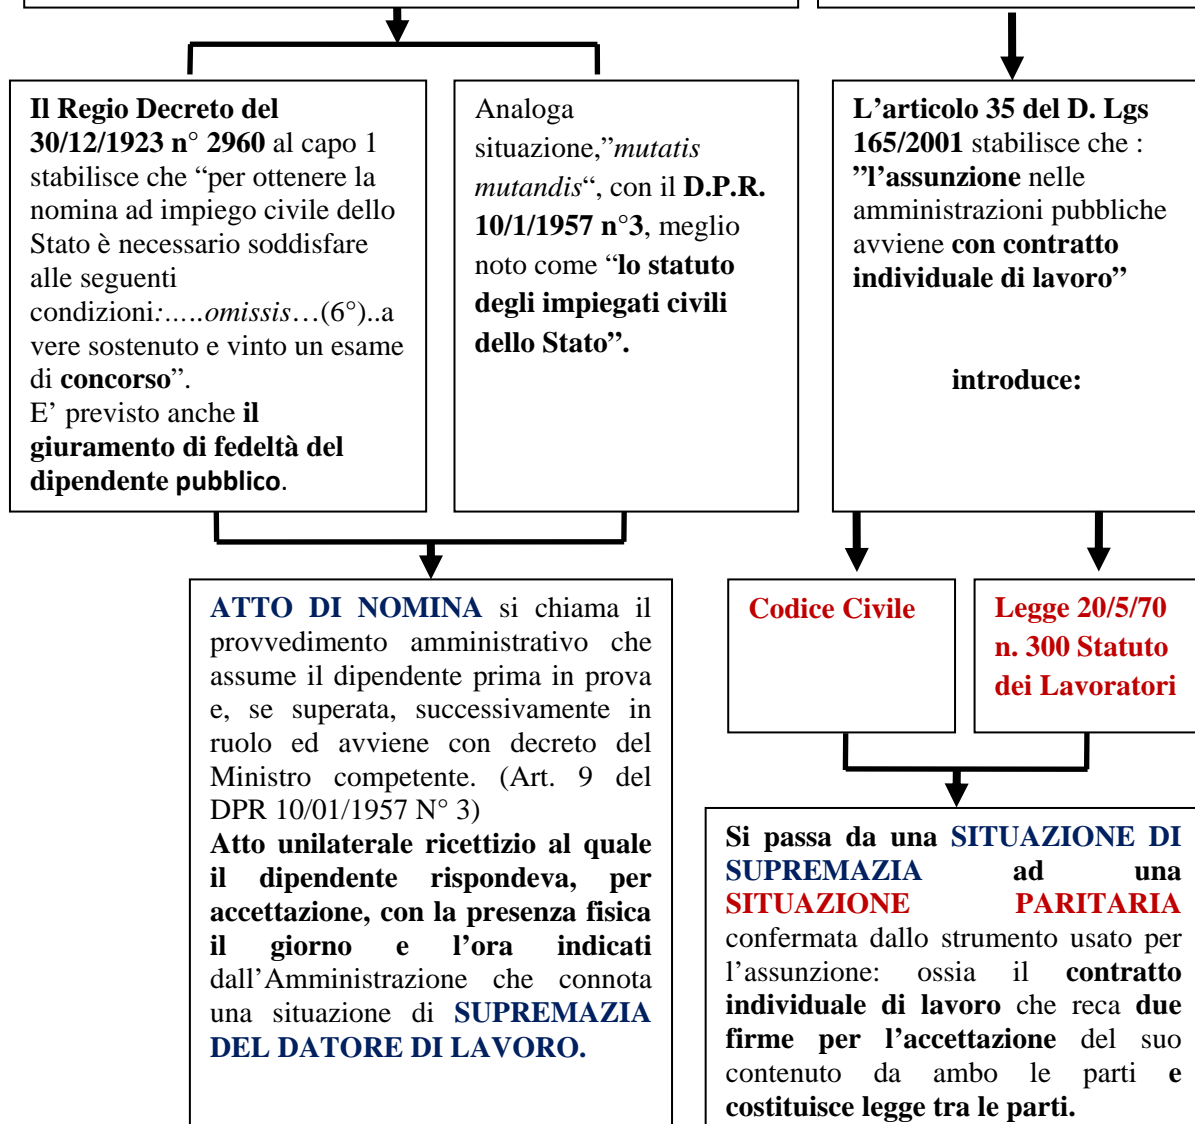 Il Regio Decreto del
30/12/1923 n° 2960 al capo 1
stabilisce che “per ottenere la
nomina ad impiego civile dello
Stato è necessario soddisfare
alle seguenti
condizioni:…..omissis…(6°)..a
vere sostenuto e vinto un esame
di concorso”.
E’ previsto anche il
giuramento di fedeltà del
dipendente pubblico.
Analoga
situazione,”mutatis
mutandis“, con il D.P.R.
10/1/1957 n°3, meglio
noto come “lo statuto
degli impiegati civili
dello Stato”.
L’articolo 35 del D. Lgs
165/2001 stabilisce che :
”l’assunzione nelle
amministrazioni pubbliche
avviene con contratto
individuale di lavoro”
introduce:
ATTO DI NOMINA si chiama il
provvedimento amministrativo che
assume il dipendente prima in prova
e, se superata, successivamente in
ruolo ed avviene con decreto del
Ministro competente. (Art. 9 del
DPR 10/01/1957 N° 3)
Atto unilaterale ricettizio al quale
il dipendente rispondeva, per
accettazione, con la presenza fisica
il giorno e l’ora indicati
dall’Amministrazione che connota
una situazione di SUPREMAZIA
DEL DATORE DI LAVORO.
Codice Civile
Legge 20/5/70
n. 300 Statuto
dei Lavoratori
Si passa da una SITUAZIONE DI
SUPREMAZIA ad una
SITUAZIONE PARITARIA
confermata dallo strumento usato per
l’assunzione: ossia il contratto
individuale di lavoro che reca due
firme per l’accettazione del suo
contenuto da ambo le parti e
costituisce legge tra le parti.